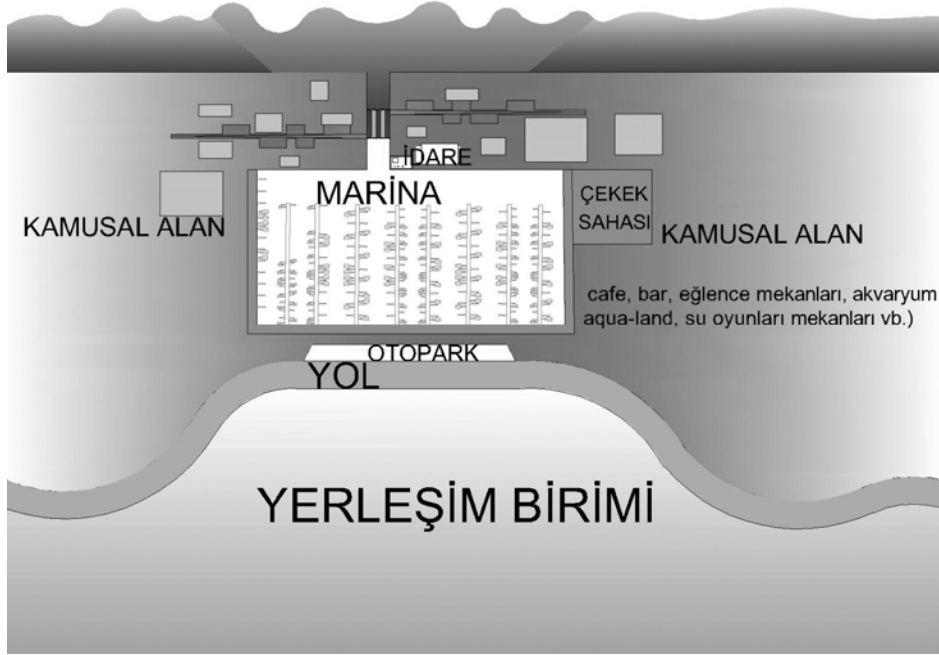 İDARE
MARİNA
ÇEKEK
SAHASI
KAMUSAL ALAN
KAMUSAL ALAN
cafe, bar, eğlence mekanları, akvaryum
aqua-land, su oyunları mekanları vb.)
OTOPARK
YOL
YERLEŞİM BİRİMİ